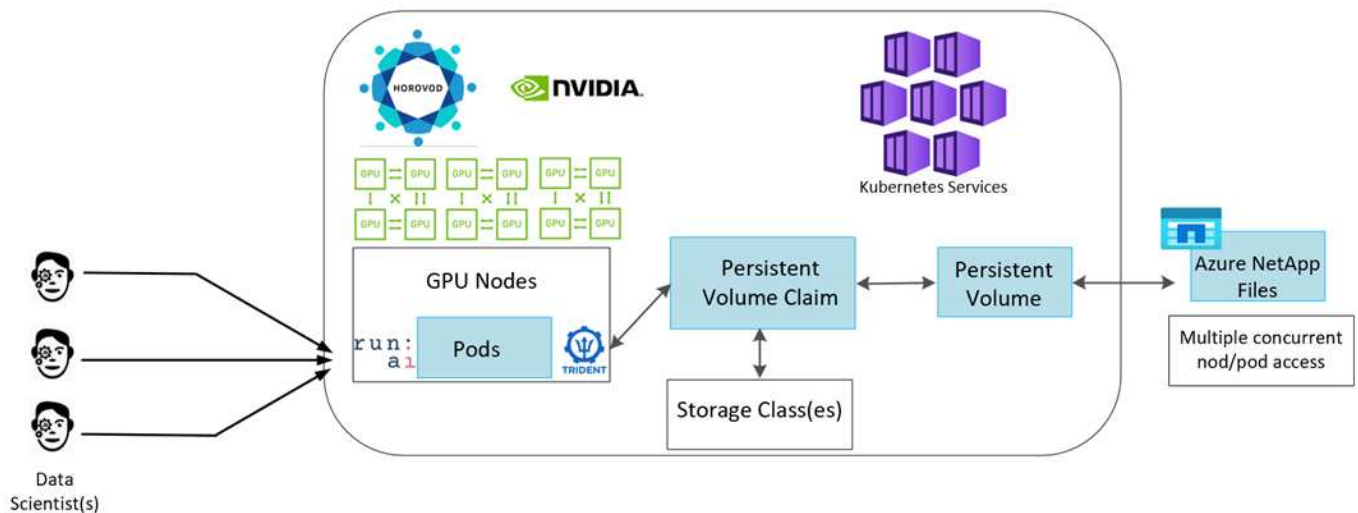 HOROVOD
NVIDIA.
Kubernetes Services
GPU GPU GPU GPU GPU GPU
GPU GPU GPU GPU GPU GPU
GPU Nodes
run:
ai
Pods
TRIDENT
Persistent
Volume Claim
Storage Class(es)
Persistent
Volume
Azure NetApp
Files
Multiple concurrent
nod/pod access
Data
Scientist(s)